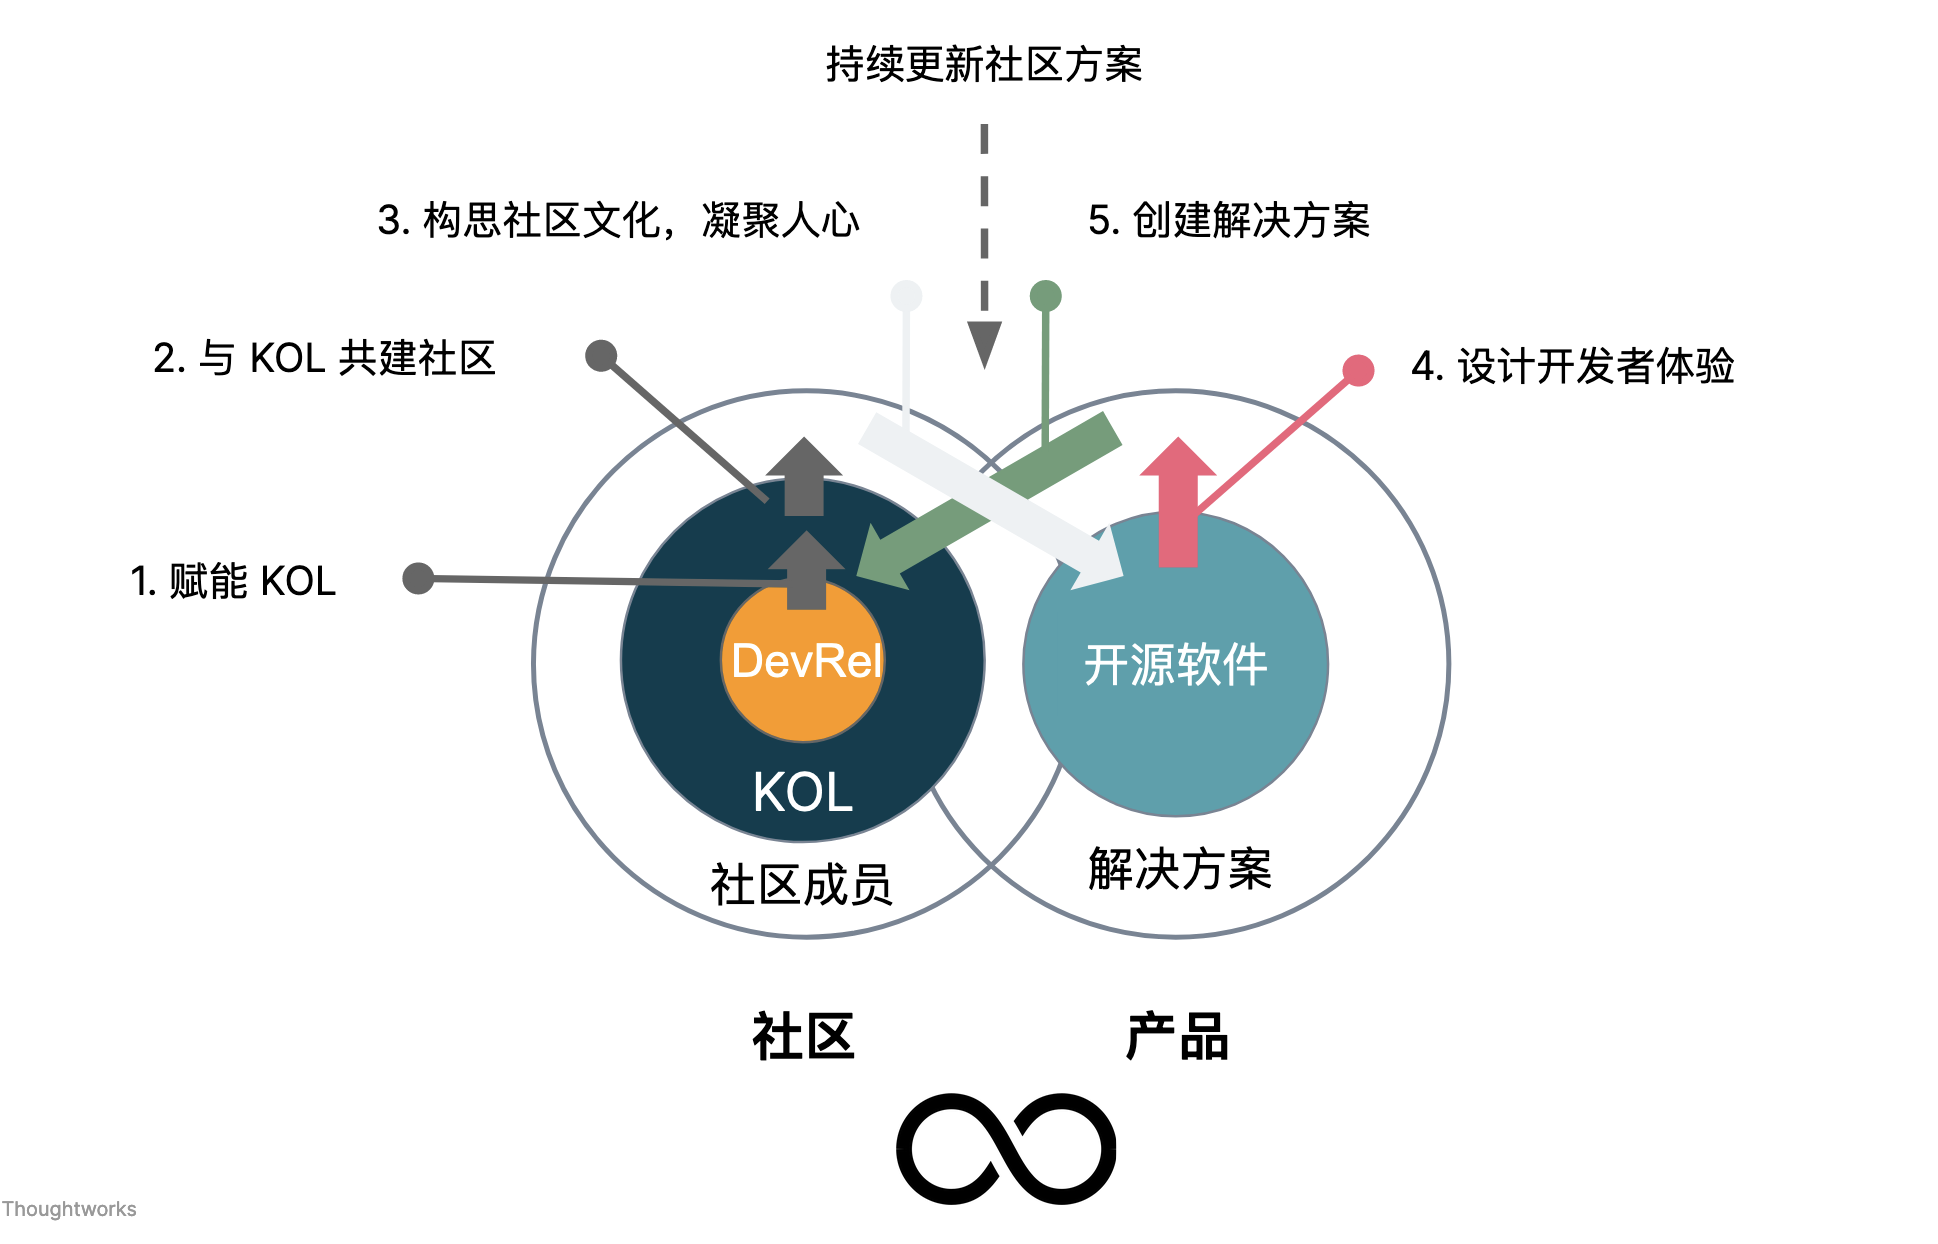 持续更新社区方案
3. 构思社区文化，凝聚人心
5. 创建解决方案
2. 与 KOL 共建社区
4. 设计开发者体验
1. 赋能 KOL
DevRel
开源软件
KOL
社区成员
解决方案
社区
产品
Thoughtworks